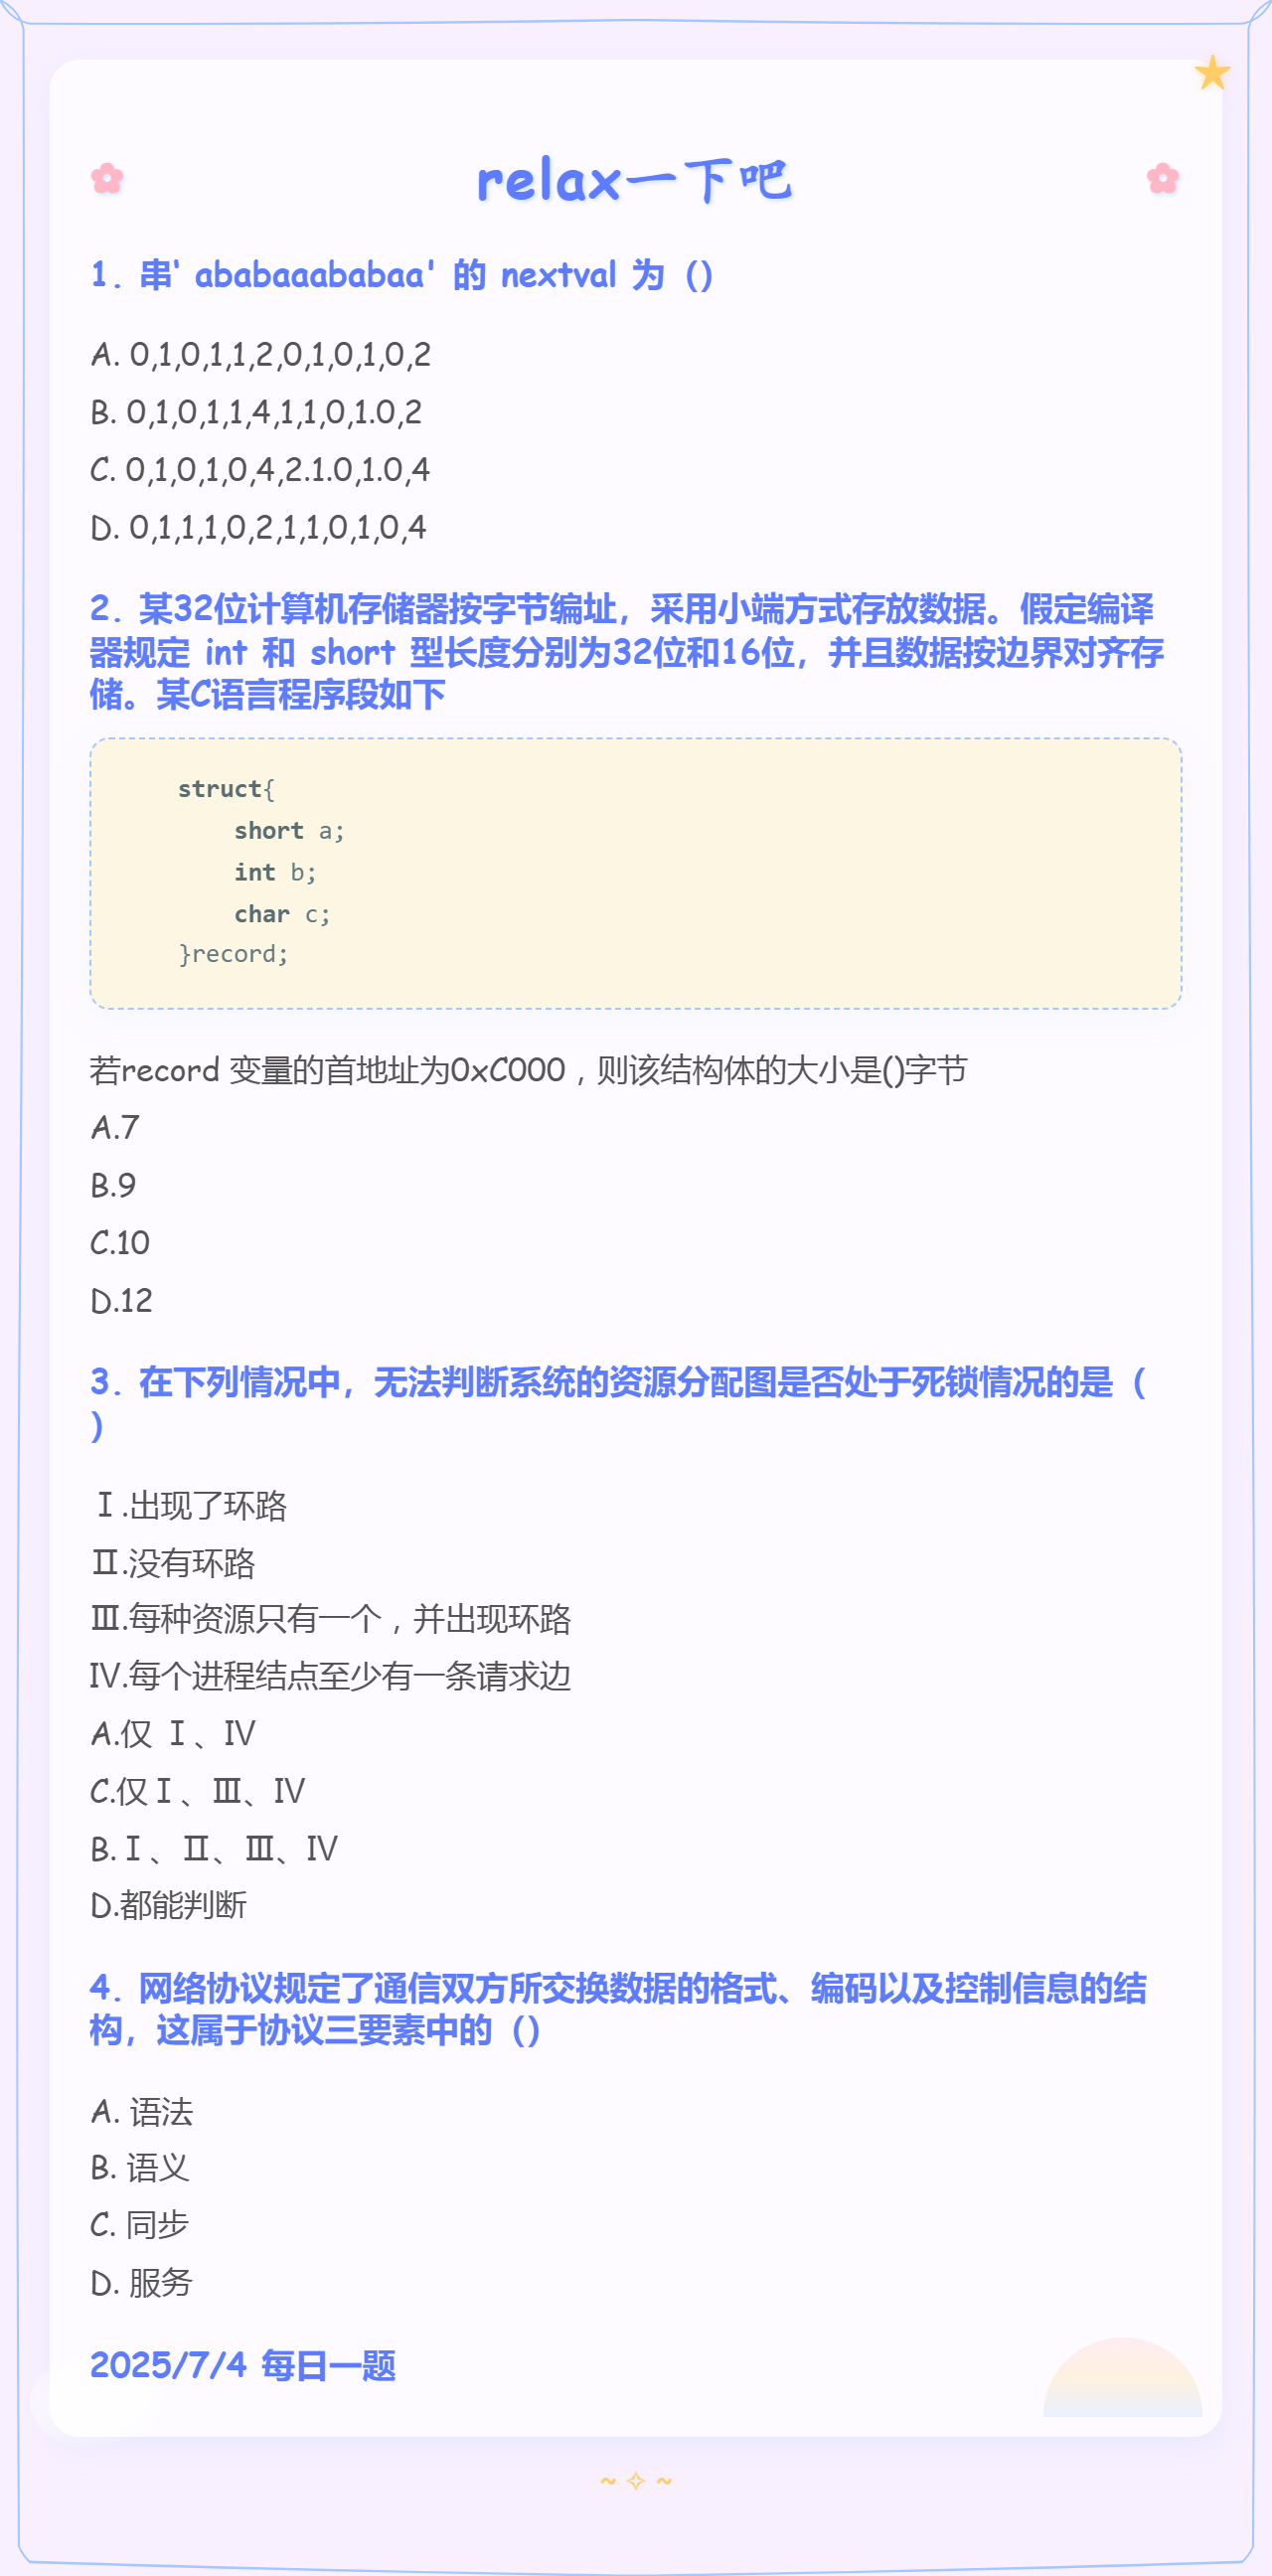 relax一下吧
1. 串' ababaaababaa' 的 nextval 为（）
A. 0,1,0,1,1,2,0,1,0,1,0,2
B. 0,1,0,1,1,4,1,1,0,1.0,2
C. 0,1,0,1,0,4,2.1.0,1.0,4
D. 0,1,1,1,0,2,1,1,0,1,0,4
2. 某32位计算机存储器按字节编址，采用小端方式存放数据。假定编译
器规定 int 和 short 型长度分别为32位和16位，并且数据按边界对齐存
储。某C语言程序段如下
struct{
short a;
int b;
char c;
}record;
若record 变量的首地址为0xC000，则该结构体的大小是()字节
A.7
B.9
C.10
D.12
3. 在下列情况中，无法判断系统的资源分配图是否处于死锁情况的是（
）
Ⅰ.出现了环路
Ⅱ.没有环路
Ⅲ.每种资源只有一个，并出现环路
IV.每个进程结点至少有一条请求边
A.仅 Ⅰ、IV
C.仅Ⅰ、Ⅲ、IV
B.Ⅰ、Ⅱ、Ⅲ、IV
D.都能判断
4. 网络协议规定了通信双方所交换数据的格式、编码以及控制信息的结
构，这属于协议三要素中的（）
A. 语法
B. 语义
C. 同步
D. 服务
2025/7/4 每日一题
~ ✧ ~